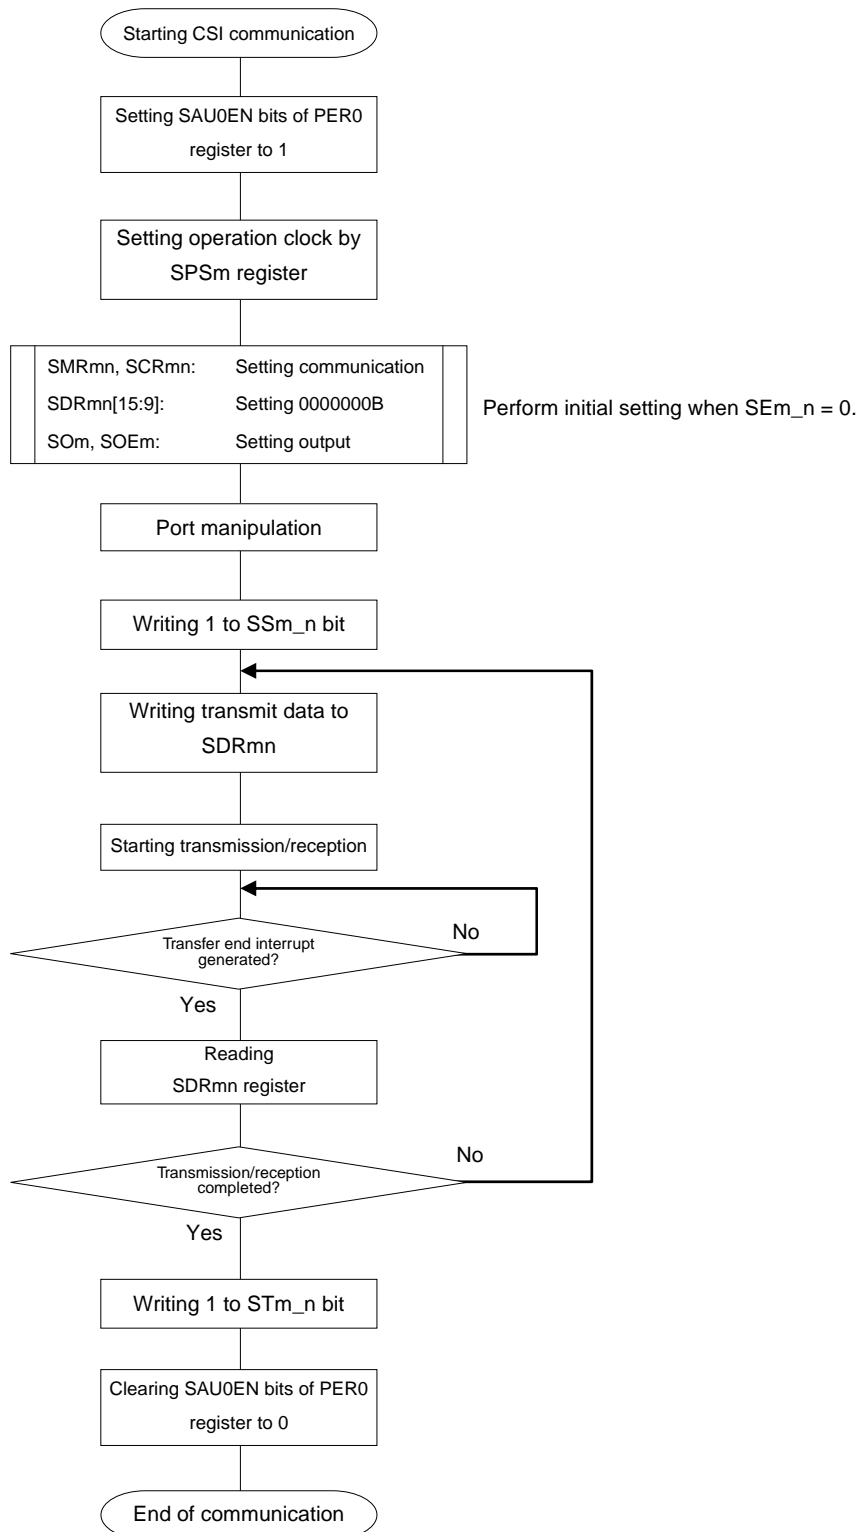 Starting CSI communication
Setting SAU0EN bits of PER0
register to 1
Setting operation clock by
SPSm register
SMRmn, SCRmn: Setting communication
SDRmn[15:9]: Setting 0000000B
SOm, SOEm: Setting output
Perform initial setting when SEm_n = 0.
Port manipulation
Writing 1 to SSm_n bit
Writing transmit data to
SDRmn
Starting transmission/reception
Transfer end interrupt
generated?
No
Yes
Reading
SDRmn register
Transmission/reception
completed?
No
Yes
Writing 1 to STm_n bit
Clearing SAU0EN bits of PER0
register to 0
End of communication